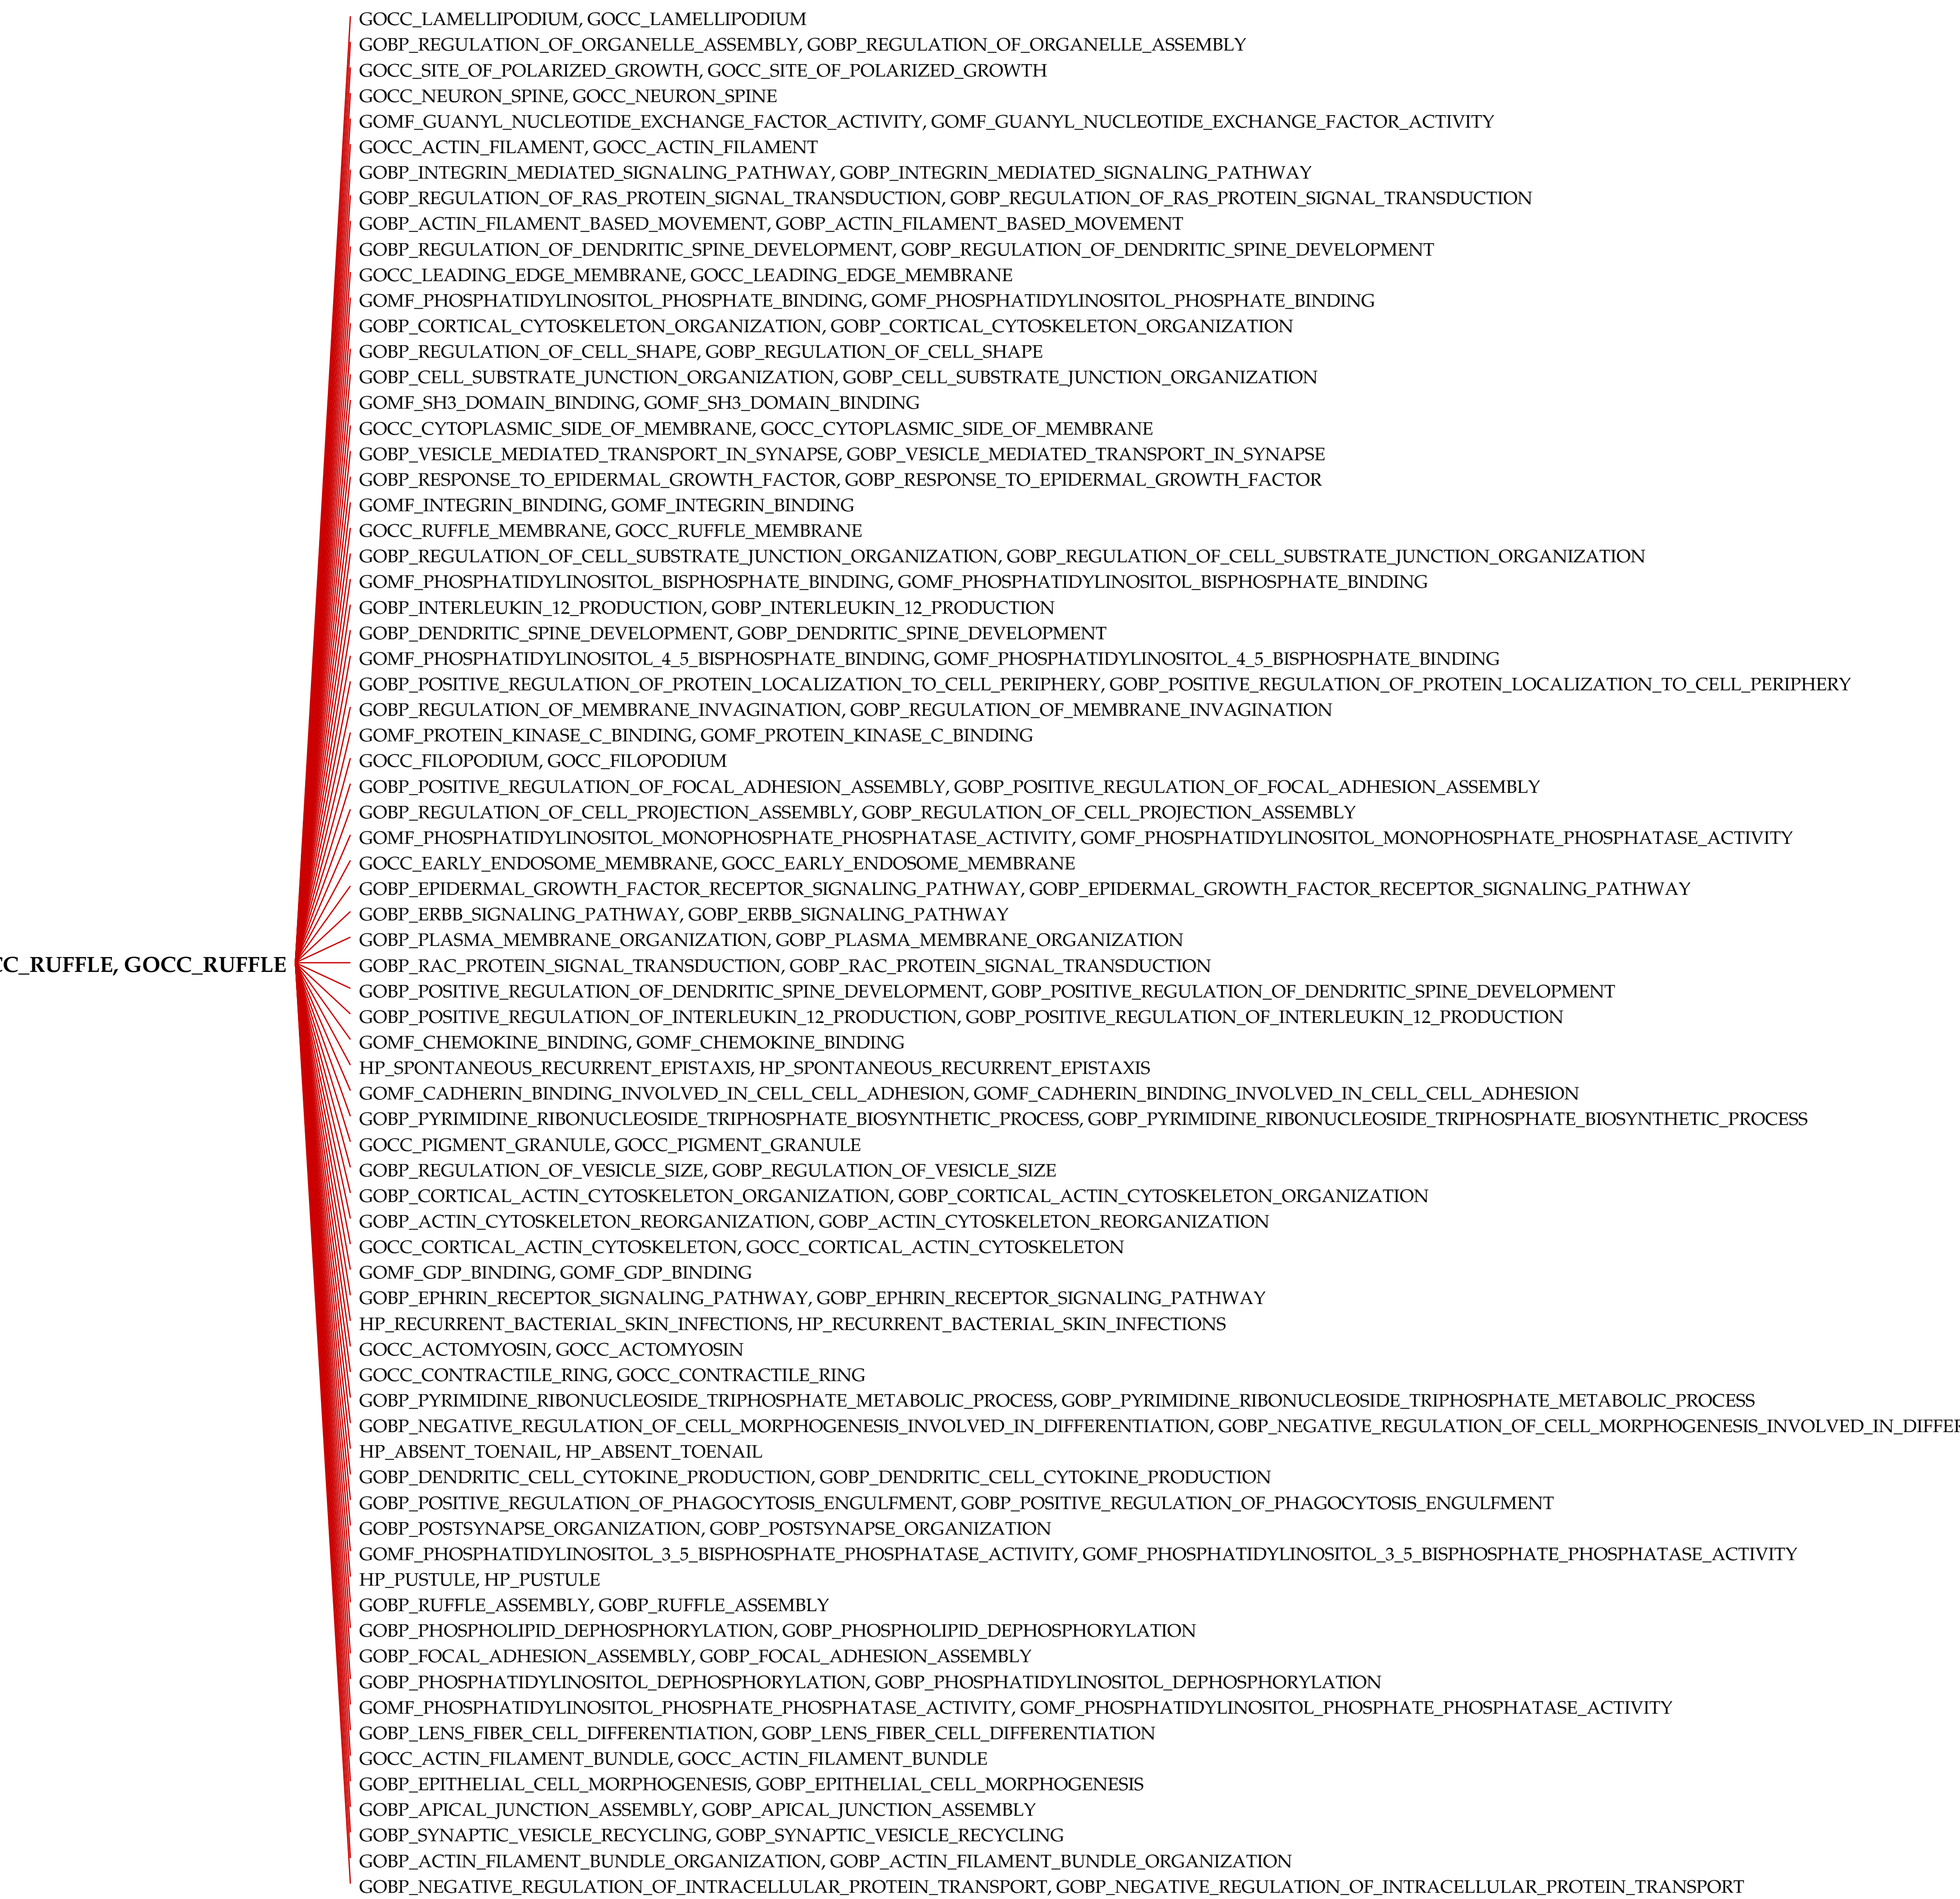 GOCC_LAMELLIPODIUM, GOCC_LAMELLIPODIUM
GOBP_REGULATION_OF_ORGANELLE_ASSEMBLY, GOBP_REGULATION_OF_ORGANELLE_ASSEMBLY
GOCC_SITE_OF_POLARIZED_GROWTH, GOCC_SITE_OF_POLARIZED_GROWTH
GOCC_NEURON_SPINE, GOCC_NEURON_SPINE
GOMF_GUANYL_NUCLEOTIDE_EXCHANGE_FACTOR_ACTIVITY, GOMF_GUANYL_NUCLEOTIDE_EXCHANGE_FACTOR_ACTIVITY
GOCC_ACTIN_FILAMENT, GOCC_ACTIN_FILAMENT
GOBP_INTEGRIN_MEDIATED_SIGNALING_PATHWAY, GOBP_INTEGRIN_MEDIATED_SIGNALING_PATHWAY
GOBP_REGULATION_OF_RAS_PROTEIN_SIGNAL_TRANSDUCTION, GOBP_REGULATION_OF_RAS_PROTEIN_SIGNAL_TRANSDUCTION
GOBP_ACTIN_FILAMENT_BASED_MOVEMENT, GOBP_ACTIN_FILAMENT_BASED_MOVEMENT
GOBP_REGULATION_OF_DENDRITIC_SPINE_DEVELOPMENT, GOBP_REGULATION_OF_DENDRITIC_SPINE_DEVELOPMENT
GOCC_LEADING_EDGE_MEMBRANE, GOCC_LEADING_EDGE_MEMBRANE
GOMF_PHOSPHATIDYLINOSITOL_PHOSPHATE_BINDING, GOMF_PHOSPHATIDYLINOSITOL_PHOSPHATE_BINDING
GOBP_CORTICAL_CYTOSKELETON_ORGANIZATION, GOBP_CORTICAL_CYTOSKELETON_ORGANIZATION
GOBP_REGULATION_OF_CELL_SHAPE, GOBP_REGULATION_OF_CELL_SHAPE
GOBP_CELL_SUBSTRATE_JUNCTION_ORGANIZATION, GOBP_CELL_SUBSTRATE_JUNCTION_ORGANIZATION
GOMF_SH3_DOMAIN_BINDING, GOMF_SH3_DOMAIN_BINDING
GOCC_CYTOPLASMIC_SIDE_OF_MEMBRANE, GOCC_CYTOPLASMIC_SIDE_OF_MEMBRANE
GOBP_VESICLE_MEDIATED_TRANSPORT_IN_SYNAPSE, GOBP_VESICLE_MEDIATED_TRANSPORT_IN_SYNAPSE
GOBP_RESPONSE_TO_EPIDERMAL_GROWTH_FACTOR, GOBP_RESPONSE_TO_EPIDERMAL_GROWTH_FACTOR
GOMF_INTEGRIN_BINDING, GOMF_INTEGRIN_BINDING
GOCC_RUFFLE_MEMBRANE, GOCC_RUFFLE_MEMBRANE
GOBP_REGULATION_OF_CELL_SUBSTRATE_JUNCTION_ORGANIZATION, GOBP_REGULATION_OF_CELL_SUBSTRATE_JUNCTION_ORGANIZATION
GOMF_PHOSPHATIDYLINOSITOL_BISPHOSPHATE_BINDING, GOMF_PHOSPHATIDYLINOSITOL_BISPHOSPHATE_BINDING
GOBP_INTERLEUKIN_12_PRODUCTION, GOBP_INTERLEUKIN_12_PRODUCTION
GOBP_DENDRITIC_SPINE_DEVELOPMENT, GOBP_DENDRITIC_SPINE_DEVELOPMENT
GOMF_PHOSPHATIDYLINOSITOL_4_5_BISPHOSPHATE_BINDING, GOMF_PHOSPHATIDYLINOSITOL_4_5_BISPHOSPHATE_BINDING
GOBP_POSITIVE_REGULATION_OF_PROTEIN_LOCALIZATION_TO_CELL_PERIPHERY, GOBP_POSITIVE_REGULATION_OF_PROTEIN_LOCALIZATION_TO_CELL_PERIPHERY
GOBP_REGULATION_OF_MEMBRANE_INVAGINATION, GOBP_REGULATION_OF_MEMBRANE_INVAGINATION
GOMF_PROTEIN_KINASE_C_BINDING, GOMF_PROTEIN_KINASE_C_BINDING
GOCC_FILOPODIUM, GOCC_FILOPODIUM
GOBP_POSITIVE_REGULATION_OF_FOCAL_ADHESION_ASSEMBLY, GOBP_POSITIVE_REGULATION_OF_FOCAL_ADHESION_ASSEMBLY
GOBP_REGULATION_OF_CELL_PROJECTION_ASSEMBLY, GOBP_REGULATION_OF_CELL_PROJECTION_ASSEMBLY
GOMF_PHOSPHATIDYLINOSITOL_MONOPHOSPHATE_PHOSPHATASE_ACTIVITY, GOMF_PHOSPHATIDYLINOSITOL_MONOPHOSPHATE_PHOSPHATASE_ACTIVITY
GOCC_EARLY_ENDOSOME_MEMBRANE, GOCC_EARLY_ENDOSOME_MEMBRANE
GOBP_EPIDERMAL_GROWTH_FACTOR_RECEPTOR_SIGNALING_PATHWAY, GOBP_EPIDERMAL_GROWTH_FACTOR_RECEPTOR_SIGNALING_PATHWAY
GOBP_ERBB_SIGNALING_PATHWAY, GOBP_ERBB_SIGNALING_PATHWAY
GOBP_PLASMA_MEMBRANE_ORGANIZATION, GOBP_PLASMA_MEMBRANE_ORGANIZATION
CC_RUFFLE, GOCC_RUFFLE
GOBP_RAC_PROTEIN_SIGNAL_TRANSDUCTION, GOBP_RAC_PROTEIN_SIGNAL_TRANSDUCTION
GOBP_POSITIVE_REGULATION_OF_DENDRITIC_SPINE_DEVELOPMENT, GOBP_POSITIVE_REGULATION_OF_DENDRITIC_SPINE_DEVELOPMENT
GOBP_POSITIVE_REGULATION_OF_INTERLEUKIN_12_PRODUCTION, GOBP_POSITIVE_REGULATION_OF_INTERLEUKIN_12_PRODUCTION
GOMF_CHEMOKINE_BINDING, GOMF_CHEMOKINE_BINDING
HP_SPONTANEOUS_RECURRENT_EPISTAXIS, HP_SPONTANEOUS_RECURRENT_EPISTAXIS
GOMF_CADHERIN_BINDING_INVOLVED_IN_CELL_CELL_ADHESION, GOMF_CADHERIN_BINDING_INVOLVED_IN_CELL_CELL_ADHESION
GOBP_PYRIMIDINE_RIBONUCLEOSIDE_TRIPHOSPHATE_BIOSYNTHETIC_PROCESS, GOBP_PYRIMIDINE_RIBONUCLEOSIDE_TRIPHOSPHATE_BIOSYNTHETIC_PROCESS
GOCC_PIGMENT_GRANULE, GOCC_PIGMENT_GRANULE
GOBP_REGULATION_OF_VESICLE_SIZE, GOBP_REGULATION_OF_VESICLE_SIZE
GOBP_CORTICAL_ACTIN_CYTOSKELETON_ORGANIZATION, GOBP_CORTICAL_ACTIN_CYTOSKELETON_ORGANIZATION
GOBP_ACTIN_CYTOSKELETON_REORGANIZATION, GOBP_ACTIN_CYTOSKELETON_REORGANIZATION
GOCC_CORTICAL_ACTIN_CYTOSKELETON, GOCC_CORTICAL_ACTIN_CYTOSKELETON
GOMF_GDP_BINDING, GOMF_GDP_BINDING
GOBP_EPHRIN_RECEPTOR_SIGNALING_PATHWAY, GOBP_EPHRIN_RECEPTOR_SIGNALING_PATHWAY
HP_RECURRENT_BACTERIAL_SKIN_INFECTIONS, HP_RECURRENT_BACTERIAL_SKIN_INFECTIONS
GOCC_ACTOMYOSIN, GOCC_ACTOMYOSIN
GOCC_CONTRACTILE_RING, GOCC_CONTRACTILE_RING
GOBP_PYRIMIDINE_RIBONUCLEOSIDE_TRIPHOSPHATE_METABOLIC_PROCESS, GOBP_PYRIMIDINE_RIBONUCLEOSIDE_TRIPHOSPHATE_METABOLIC_PROCESS
GOBP_NEGATIVE_REGULATION_OF_CELL_MORPHOGENESIS_INVOLVED_IN_DIFFERENTIATION, GOBP_NEGATIVE_REGULATION_OF_CELL_MORPHOGENESIS_INVOLVED_IN_DIFFER
HP_ABSENT_TOENAIL, HP_ABSENT_TOENAIL
GOBP_DENDRITIC_CELL_CYTOKINE_PRODUCTION, GOBP_DENDRITIC_CELL_CYTOKINE_PRODUCTION
GOBP_POSITIVE_REGULATION_OF_PHAGOCYTOSIS_ENGULFMENT, GOBP_POSITIVE_REGULATION_OF_PHAGOCYTOSIS_ENGULFMENT
GOBP_POSTSYNAPSE_ORGANIZATION, GOBP_POSTSYNAPSE_ORGANIZATION
GOMF_PHOSPHATIDYLINOSITOL_3_5_BISPHOSPHATE_PHOSPHATASE_ACTIVITY, GOMF_PHOSPHATIDYLINOSITOL_3_5_BISPHOSPHATE_PHOSPHATASE_ACTIVITY
HP_PUSTULE, HP_PUSTULE
GOBP_RUFFLE_ASSEMBLY, GOBP_RUFFLE_ASSEMBLY
GOBP_PHOSPHOLIPID_DEPHOSPHORYLATION, GOBP_PHOSPHOLIPID_DEPHOSPHORYLATION
GOBP_FOCAL_ADHESION_ASSEMBLY, GOBP_FOCAL_ADHESION_ASSEMBLY
GOBP_PHOSPHATIDYLINOSITOL_DEPHOSPHORYLATION, GOBP_PHOSPHATIDYLINOSITOL_DEPHOSPHORYLATION
GOMF_PHOSPHATIDYLINOSITOL_PHOSPHATE_PHOSPHATASE_ACTIVITY, GOMF_PHOSPHATIDYLINOSITOL_PHOSPHATE_PHOSPHATASE_ACTIVITY
GOBP_LENS_FIBER_CELL_DIFFERENTIATION, GOBP_LENS_FIBER_CELL_DIFFERENTIATION
GOCC_ACTIN_FILAMENT_BUNDLE, GOCC_ACTIN_FILAMENT_BUNDLE
GOBP_EPITHELIAL_CELL_MORPHOGENESIS, GOBP_EPITHELIAL_CELL_MORPHOGENESIS
GOBP_APICAL_JUNCTION_ASSEMBLY, GOBP_APICAL_JUNCTION_ASSEMBLY
GOBP_SYNAPTIC_VESICLE_RECYCLING, GOBP_SYNAPTIC_VESICLE_RECYCLING
GOBP_ACTIN_FILAMENT_BUNDLE_ORGANIZATION, GOBP_ACTIN_FILAMENT_BUNDLE_ORGANIZATION
GOBP_NEGATIVE_REGULATION_OF_INTRACELLULAR_PROTEIN_TRANSPORT, GOBP_NEGATIVE_REGULATION_OF_INTRACELLULAR_PROTEIN_TRANSPORT